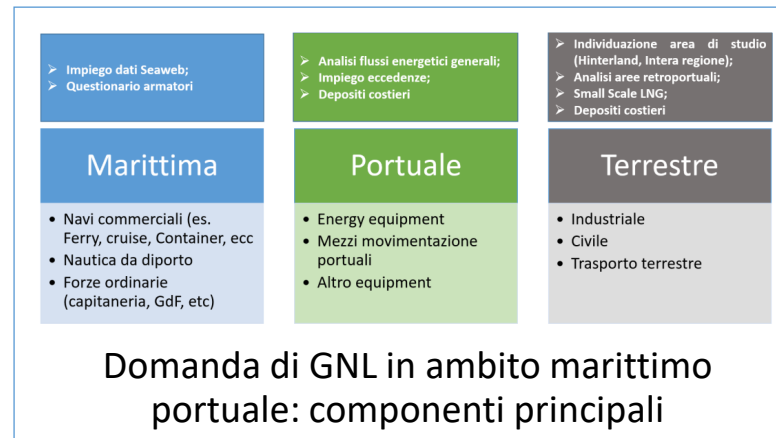 ➢ Impiego dati Seaweb;
➢ Questionario armatori
➢ Analisi flussi energetici generali;
➢ Impiego eccedenze;
➢ Depositi costieri
➢ Individuazione area di studio
(Hinterland, Intera regione);
➢ Analisi aree retroportuali;
➢ Small Scale LNG;
➢ Depositi costieri
Marittima
Portuale
Terrestre
• Navi commerciali (es.
Ferry, cruise, Container, ecc
• Nautica da diporto
• Forze ordinarie
(capitaneria, GdF, etc)
• Energy equipment
• Mezzi movimentazione
portuali
• Altro equipment
• Industriale
• Civile
• Trasporto terrestre
Domanda di GNL in ambito marittimo
portuale: componenti principali